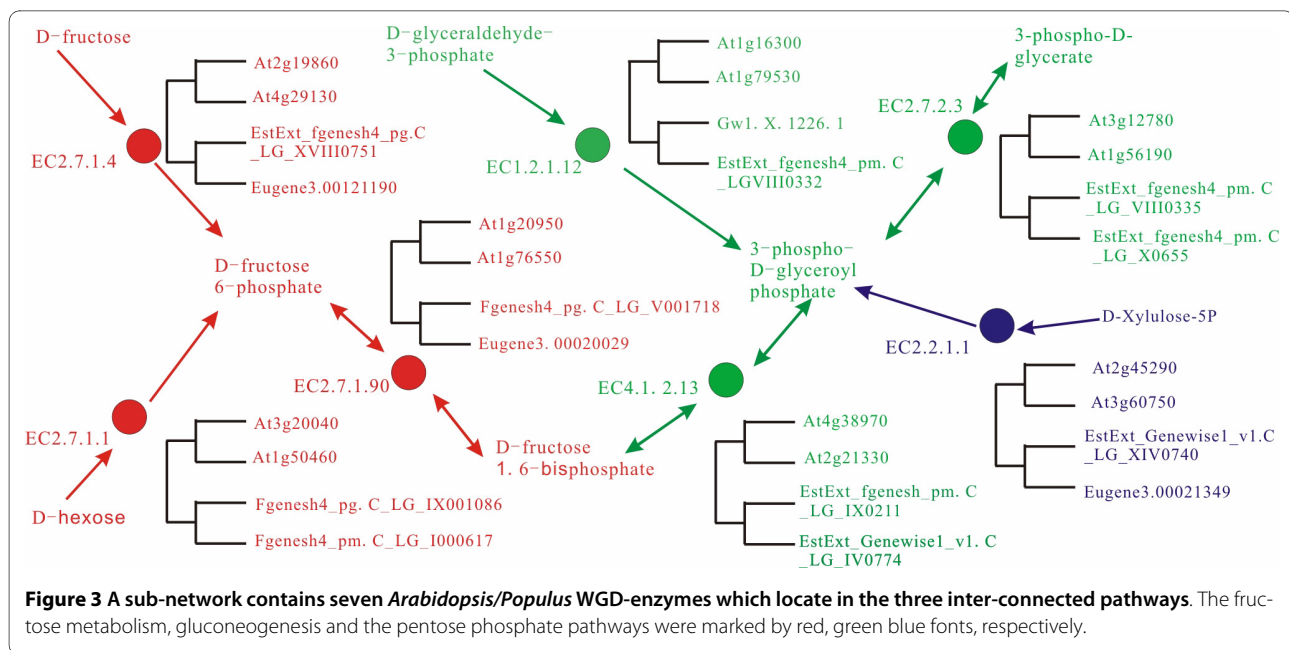 D-fructose
At2g19860
At4g29130
EstExt_fgenesh4_pg.C
_LG_XVIII0751
Eugene3.00121190
EC2.7.1.4
D-glyceraldehyde-
3-phosphate
EC1.2.1.12
At1g16300
At1g79530
Gw1. X. 1226. 1
EstExt_fgenesh4_pm. C
_LGVIII0332
3-phospho-D-
glycerate
EC2.7.2.3
At3g12780
At1g56190
EstExt_fgenesh4_pm. C
_LG_VIII0335
EstExt_fgenesh4_pm. C
_LG_X0655
D-fructose
6-phosphate
At1g20950
At1g76550
Fgenesh4_pg. C_LG_V001718
Eugene3. 00020029
EC2.7.1.90
3-phospho-
D-glyceroyl
phosphate
D-Xylulose-5P
EC2.2.1.1
At2g45290
At3g60750
EstExt_Genewise1_v1.C
_LG_XIV0740
Eugene3.00021349
EC2.7.1.1
D-hexose
At3g20040
At1g50460
Fgenesh4_pg. C_LG_IX001086
Fgenesh4_pm. C_LG_I000617
D-fructose
1. 6-bisphosphate
EC4.1. 2.13
At4g38970
At2g21330
EstExt_fgenesh_pm. C
_LG_IX0211
EstExt_Genewise1_v1. C
_LG_IV0774
Figure 3 A sub-network contains seven Arabidopsis/Populus WGD-enzymes which locate in the three inter-connected pathways. The fruc-
tose metabolism, gluconeogenesis and the pentose phosphate pathways were marked by red, green blue fonts, respectively.